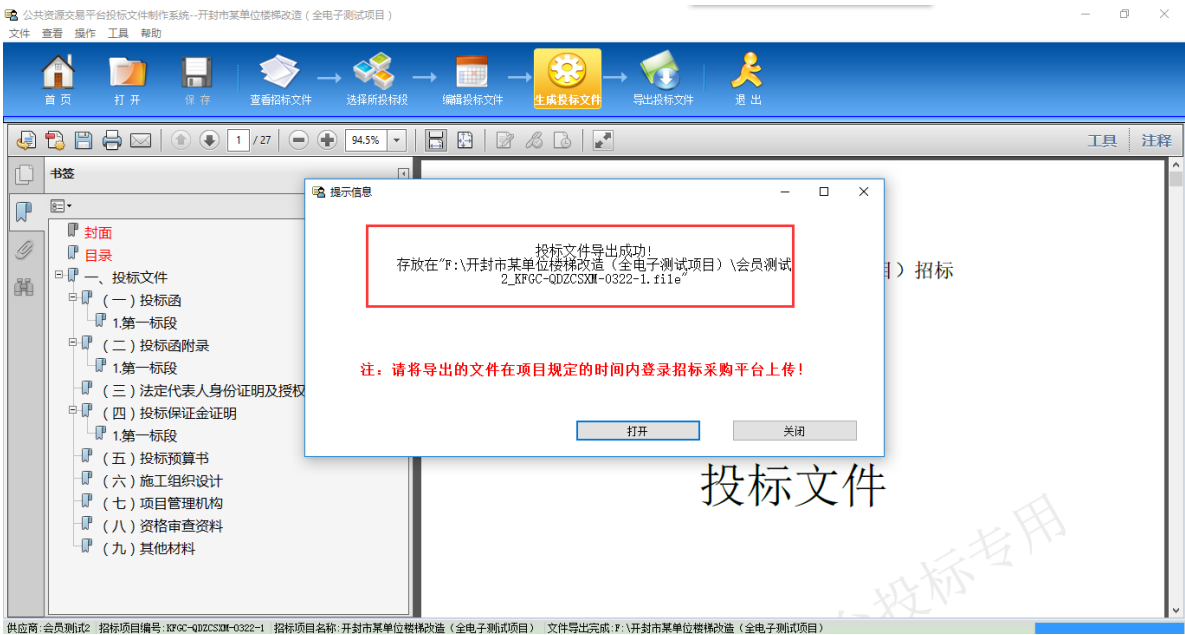 公共资源交易平台投标文件制作系统--开封市某单位楼梯改造（全电子测试项目）
文件 查看 操作 工具 帮助
首 页 打 开 保 存 查看招标文件 选择所投标段 编辑投标文件 生成投标文件 导出投标文件 退 出
1 / 27 94.5% 工具 注释
书签
封面
目录
一、投标文件
（一）投标函
1.第一标段
（二）投标函附录
1.第一标段
（三）法定代表人身份证明及授权
（四）投标保证金证明
1.第一标段
（五）投标预算书
（六）施工组织设计
（七）项目管理机构
（八）资格审查资料
（九）其他材料
提示信息
投标文件导出成功!
存放在"F:\开封市某单位楼梯改造（全电子测试项目）\会员测试
2_KFGC-QDZCSXM-0322-1.file"
注：请将导出的文件在项目规定的时间内登录招标采购平台上传！
打开 关闭
）招标
投标文件
投标专用
供应商:会员测试2 招标项目编号:KFGC-QDZCSXM-0322-1 招标项目名称:开封市某单位楼梯改造（全电子测试项目） 文件导出完成:F:\开封市某单位楼梯改造（全电子测试项目）